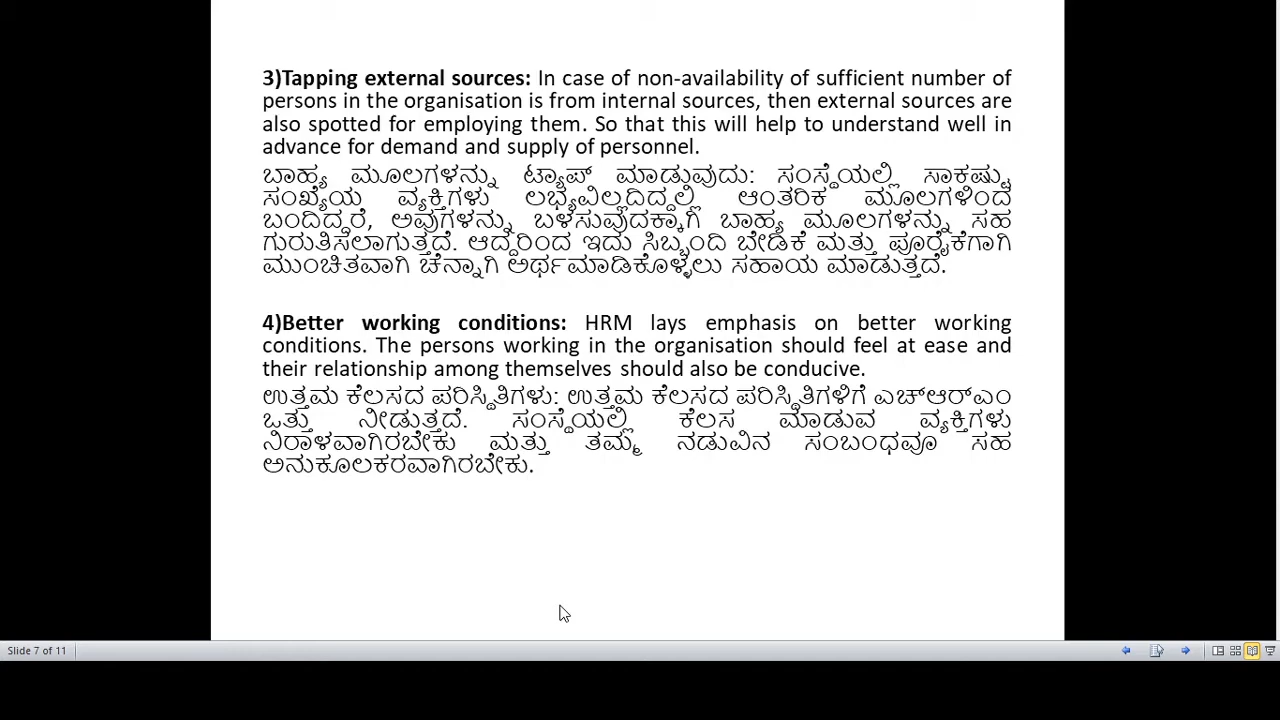 3)Tapping external sources: In case of non-availability of sufficient number of
persons in the organisation is from internal sources, then external sources are
also spotted for employing them. So that this will help to understand well in
advance for demand and supply of personnel.
ಬಾಹ್ಯ ಮೂಲಗಳನ್ನು ಟ್ಯಾಪ್ ಮಾಡುವುದು: ಸಂಸ್ಥೆಯಲ್ಲಿ ಸಾಕಷ್ಟು
ಸಂಖ್ಯೆಯ ವ್ಯಕ್ತಿಗಳು ಲಭ್ಯವಿಲ್ಲದಿದ್ದಲ್ಲಿ ಆಂತರಿಕ ಮೂಲಗಳಿಂದ
ಬಂದಿದ್ದರೆ, ಅವುಗಳನ್ನು ಬಳಸುವುದಕ್ಕಾಗಿ ಬಾಹ್ಯ ಮೂಲಗಳನ್ನು ಸಹ
ಗುರುತಿಸಲಾಗುತ್ತದೆ. ಆದ್ದರಿಂದ ಇದು ಸಿಬ್ಬಂದಿ ಬೇಡಿಕೆ ಮತ್ತು ಪೂರೈಕೆಗಾಗಿ
ಮುಂಚಿತವಾಗಿ ಚೆನ್ನಾಗಿ ಅರ್ಥಮಾಡಿಕೊಳ್ಳಲು ಸಹಾಯ ಮಾಡುತ್ತದೆ.
4)Better working conditions: HRM lays emphasis on better working
conditions. The persons working in the organisation should feel at ease and
their relationship among themselves should also be conducive.
ಉತ್ತಮ ಕೆಲಸದ ಪರಿಸ್ಥಿತಿಗಳು: ಉತ್ತಮ ಕೆಲಸದ ಪರಿಸ್ಥಿತಿಗಳಿಗೆ ಎಚ್ಆರ್ಎಂ
ಒತ್ತು ನೀಡುತ್ತದೆ. ಸಂಸ್ಥೆಯಲ್ಲಿ ಕೆಲಸ ಮಾಡುವ ವ್ಯಕ್ತಿಗಳು
ನಿರಾಳವಾಗಿರಬೇಕು ಮತ್ತು ತಮ್ಮ ನಡುವಿನ ಸಂಬಂಧವೂ ಸಹ
ಅನುಕೂಲಕರವಾಗಿರಬೇಕು.
Slide 7 of 11